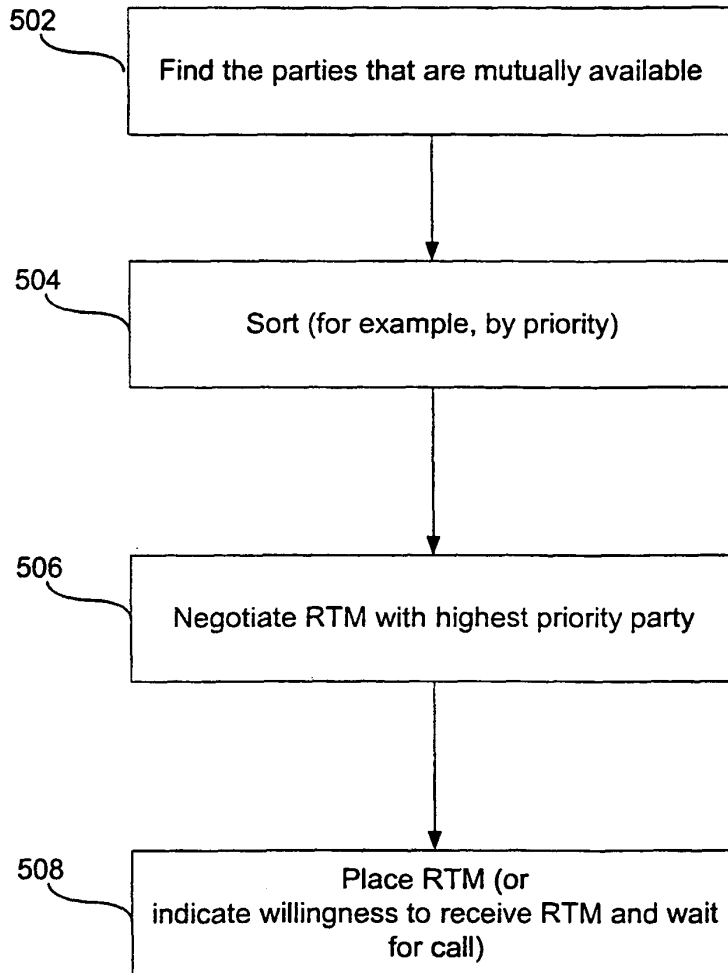 502
Find the parties that are mutually available
504
Sort (for example, by priority)
506
Negotiate RTM with highest priority party
508
Place RTM (or
indicate willingness to receive RTM and wait
for call)